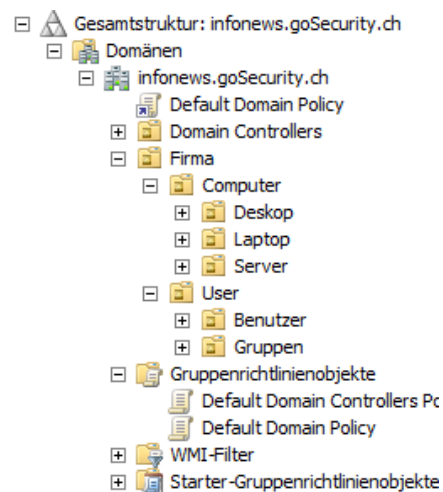 Gesamtstruktur: infonews.goSecurity.ch
Domänen
infonews.goSecurity.ch
Default Domain Policy
Domain Controllers
Firma
Computer
Deskop
Laptop
Server
User
Benutzer
Gruppen
Gruppenrichtlinienobjekte
Default Domain Controllers Po
Default Domain Policy
WMI-Filter
Starter-Gruppenrichtlinienobjekte